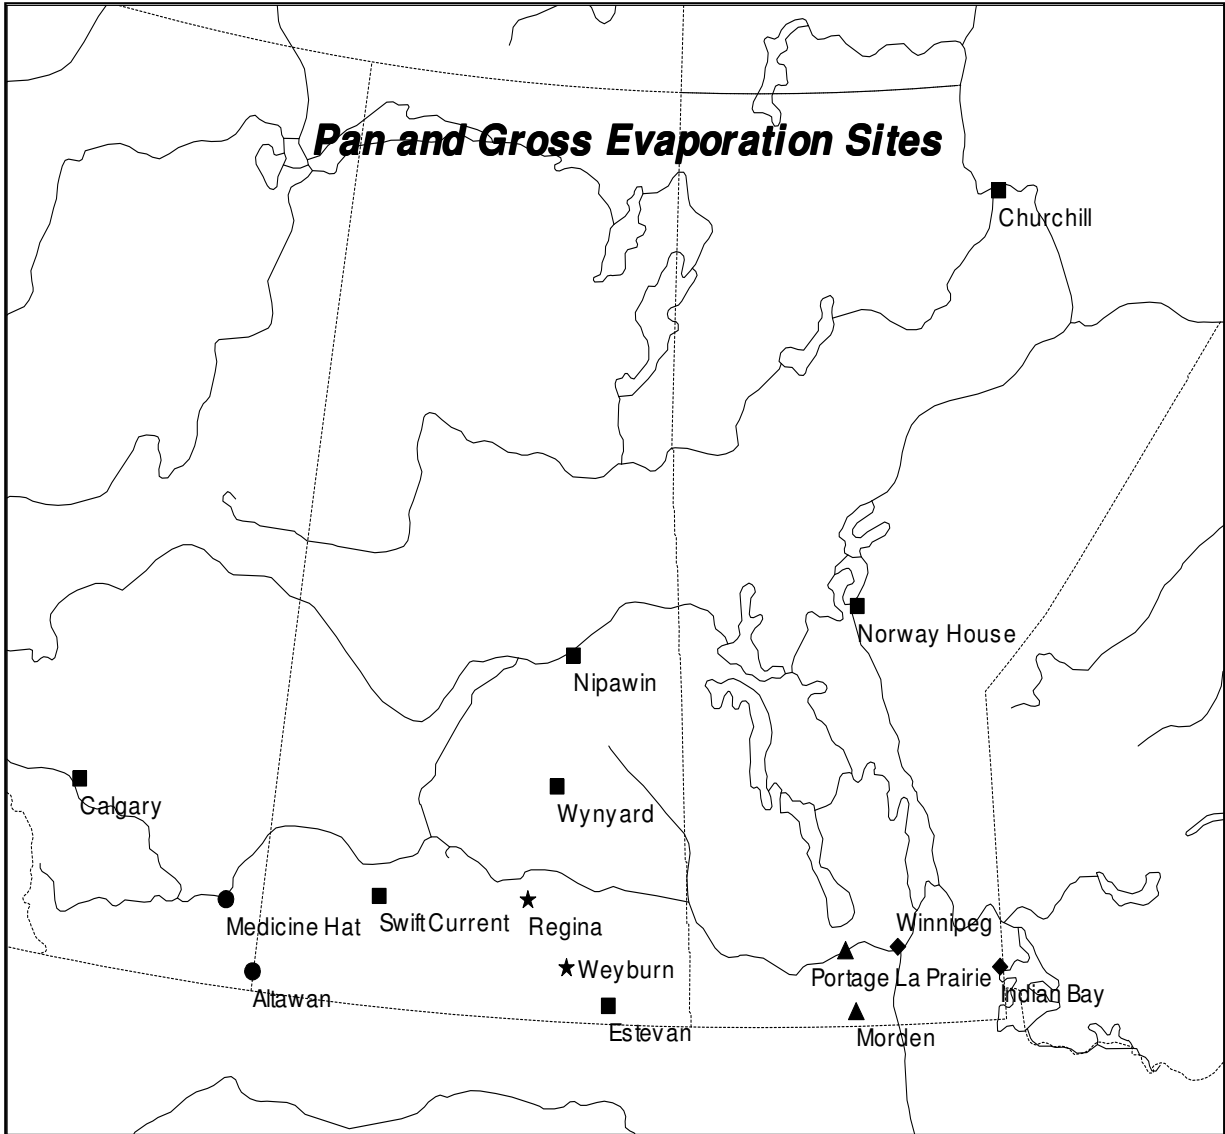 Pan and Gross Evaporation Sites
Churchill
Norway House
Nipawin
Calgary
Wynyard
Medicine Hat
Swift Current
Regina
Winnipeg
Weyburn
Portage La Prairie
Altawan
Indian Bay
Estevan
Morden